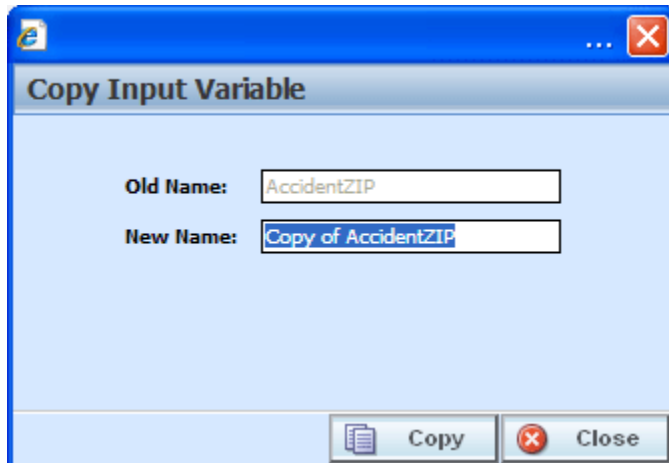 ...
Copy Input Variable
Old Name: AccidentZIP
New Name: Copy of AccidentZIP
Copy Close